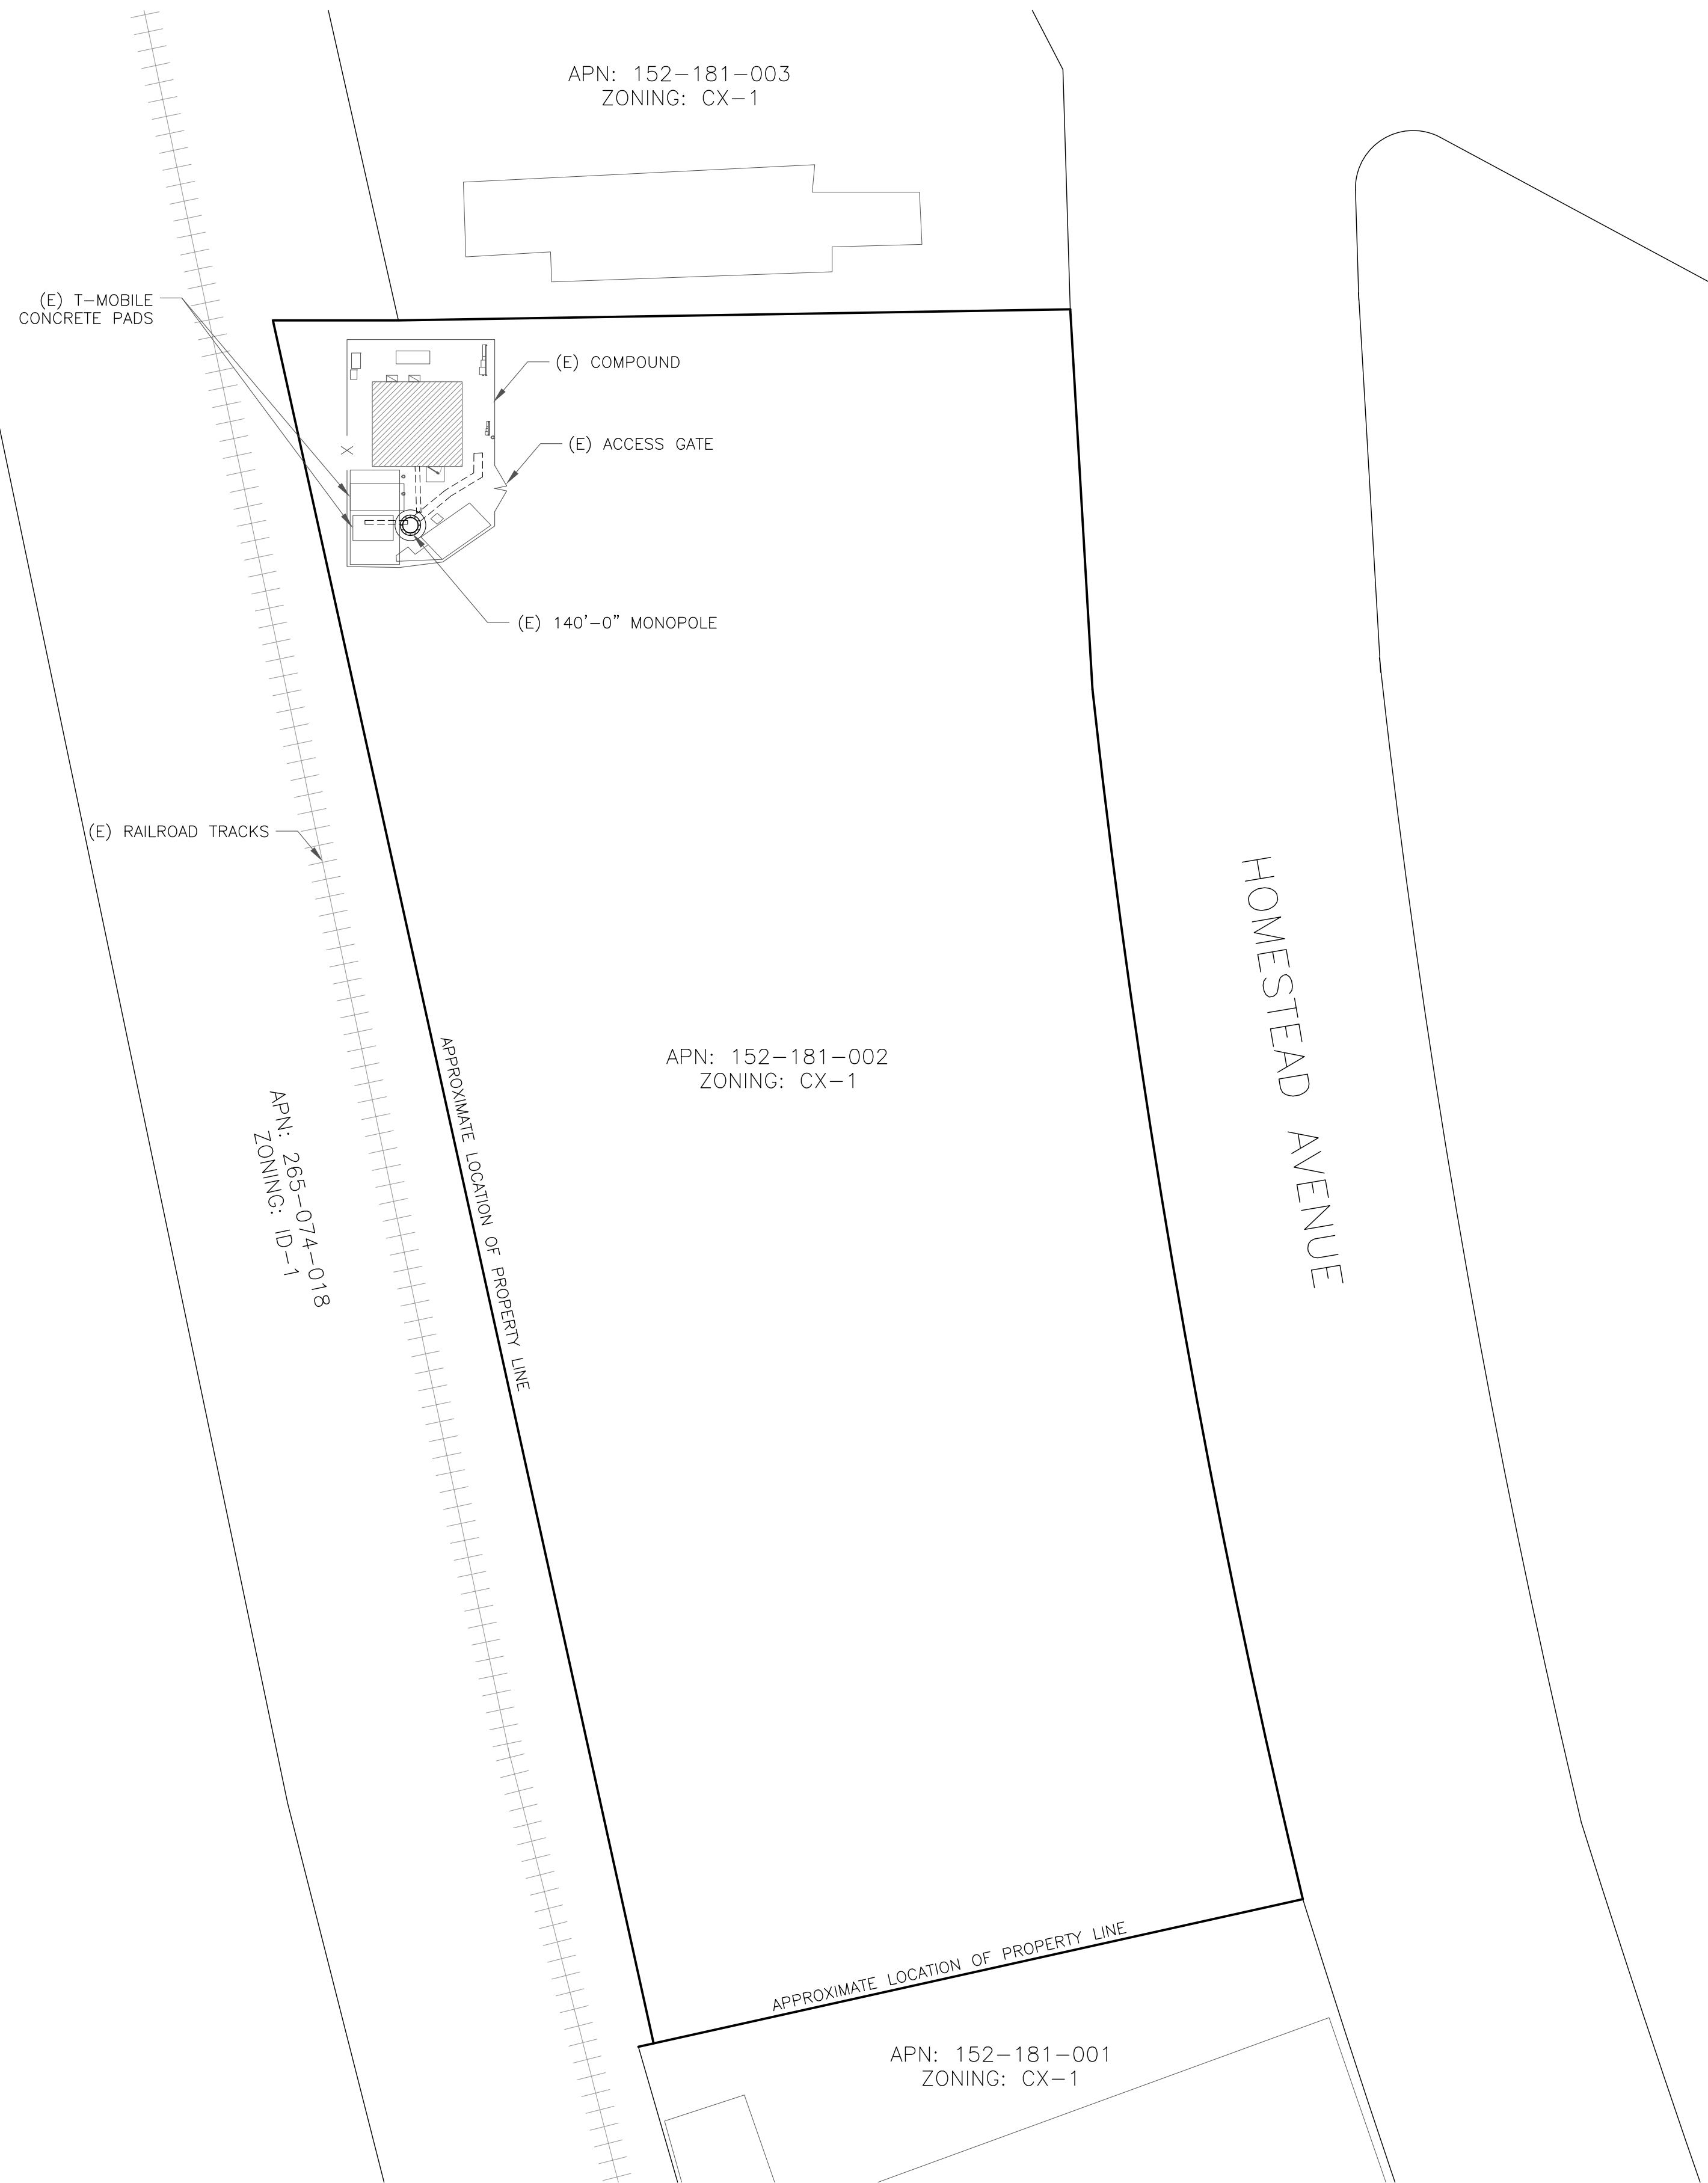 APN: 152-181-003
ZONING: CX-1
(E) T-MOBILE
CONCRETE PADS
(E) COMPOUND
(E) ACCESS GATE
(E) 140'-0" MONOPOLE
(E) RAILROAD TRACKS
HOMESTEAD AVENUE
APPROXIMATE LOCATION OF PROPERTY LINE
APN: 152-181-002
ZONING: CX-1
APN: 265-074-018
ZONING: ID-1
APPROXIMATE LOCATION OF PROPERTY LINE
APN: 152-181-001
ZONING: CX-1